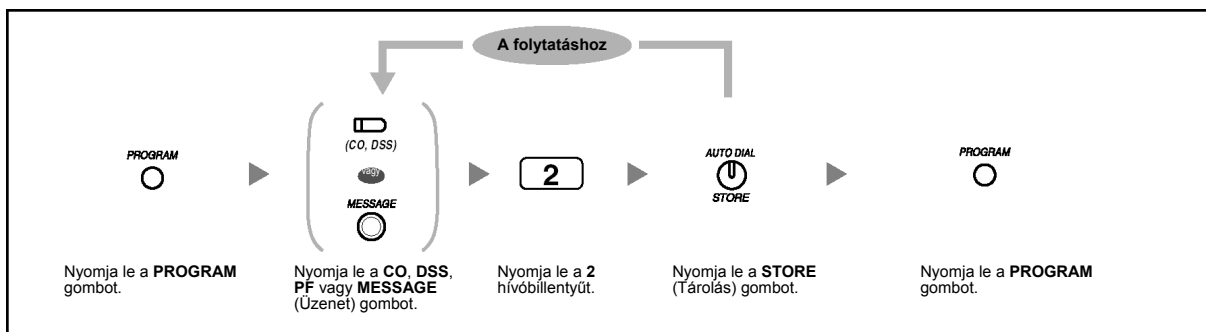 A folytatáshoz
PROGRAM
(CO, DSS)
vagy
MESSAGE
2
AUTO DIAL
STORE
PROGRAM
Nyomja le a PROGRAM
gombot.
Nyomja le a CO, DSS,
PF vagy MESSAGE
(Üzenet) gombot.
Nyomja le a 2
hívóbillentyűt.
Nyomja le a STORE
(Tárolás) gombot.
Nyomja le a PROGRAM
gombot.